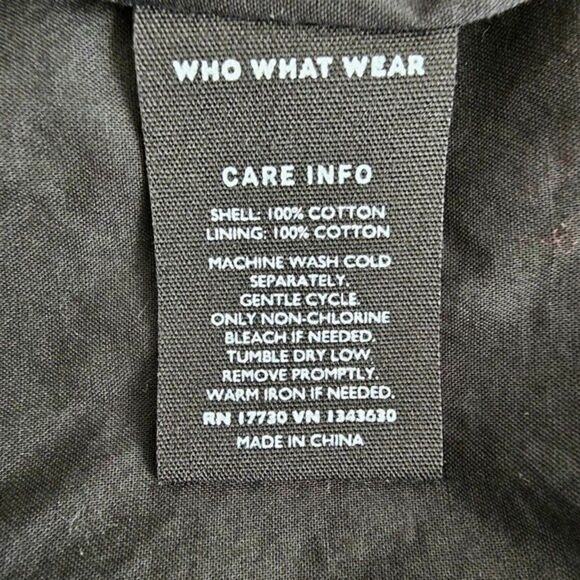 WHO WHAT WEAR
CARE INFO
SHELL: 100% COTTON
LINING: 100% COTTON
MACHINE WASH COLD
SEPARATELY.
GENTLE CYCLE.
ONLY NON-CHLORINE
BLEACH IF NEEDED.
TUMBLE DRY LOW
REMOVE PROMPTLY.
WARM IRON IF NEEDED.
RN 17730 VN 1343630
MADE IN CHINA